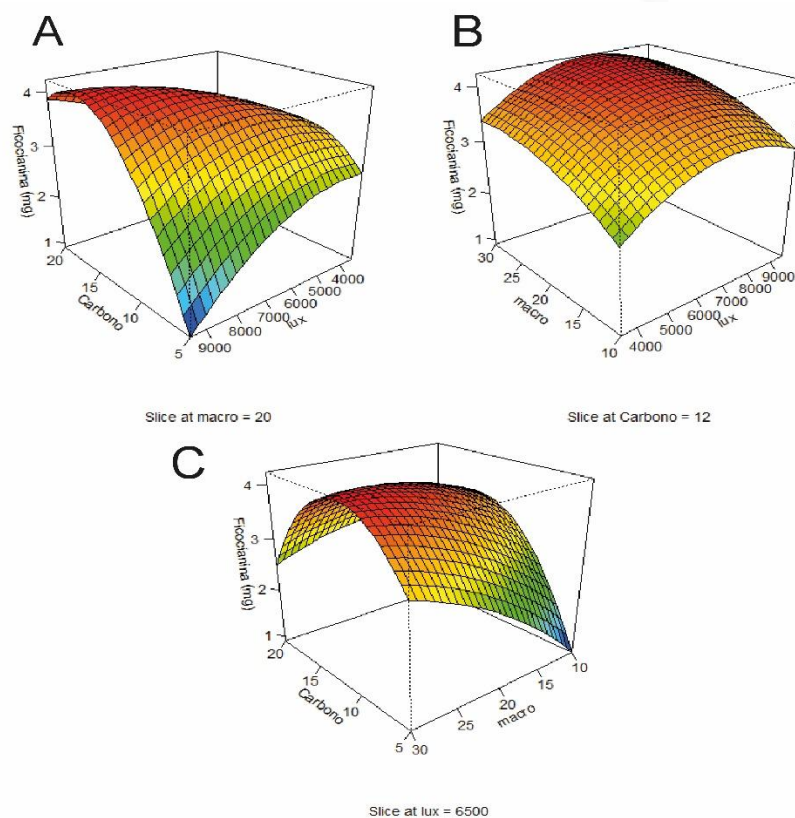 A
Ficocianina (mg)
4
3
2
1
20
15
10
5
Carbono
9000
8000
7000
6000
5000
4000
lux
Slice at macro = 20
B
Ficocianina (mg)
4
3
2
1
30
25
20
15
10
macro
4000
5000
6000
7000
8000
9000
lux
Slice at Carbono = 12
C
Ficocianina (mg)
4
3
2
1
20
15
10
5
Carbono
30
25
20
15
10
macro
Slice at lux = 6500